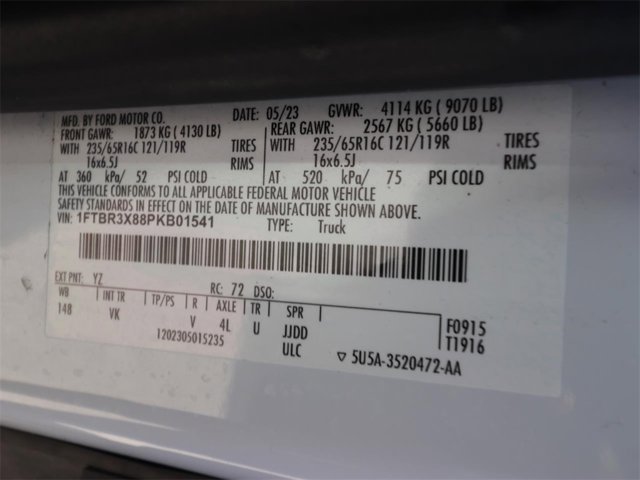 MFD. BY FORD MOTOR CO. DATE: 05/23 GVWR: 4114 KG (9070 LB)
FRONT GAWR: 1873 KG (4130 LB) REAR GAWR: 2567 KG (5660 LB)
WITH 235/65R16C 121/119R TIRES WITH 235/65R16C 121/119R TIRES
16x6.5J RIMS 16x6.5J RIMS
AT 360 kPa/ 52 PSI COLD AT 520 kPa/ 75 PSI COLD
THIS VEHICLE CONFORMS TO ALL APPLICABLE FEDERAL MOTOR VEHICLE
SAFETY STANDARDS IN EFFECT ON THE DATE OF MANUFACTURE SHOWN ABOVE.
VIN: 1FTBR3X88PKB01541 TYPE: Truck
EXT PNT: YZ RC: 72 DSO:
WB INT TR TP/PS R AXLE TR SPR
148 VK V 4L U JJDD
1202305015235 ULC
F0915
T1916
▽ 5U5A-3520472-AA